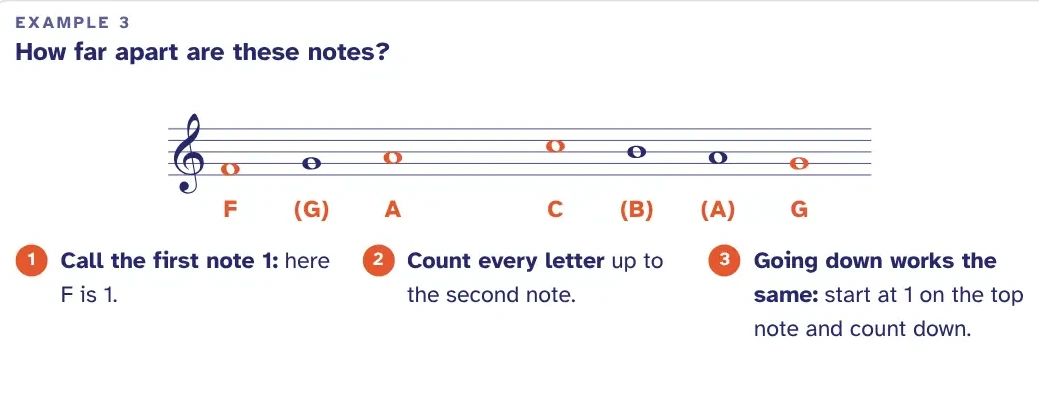 EXAMPLE 3
How far apart are these notes?
F (G) A C (B) (A) G
1 Call the first note 1: here
F is 1.
2 Count every letter up to
the second note.
3 Going down works the
same: start at 1 on the top
note and count down.